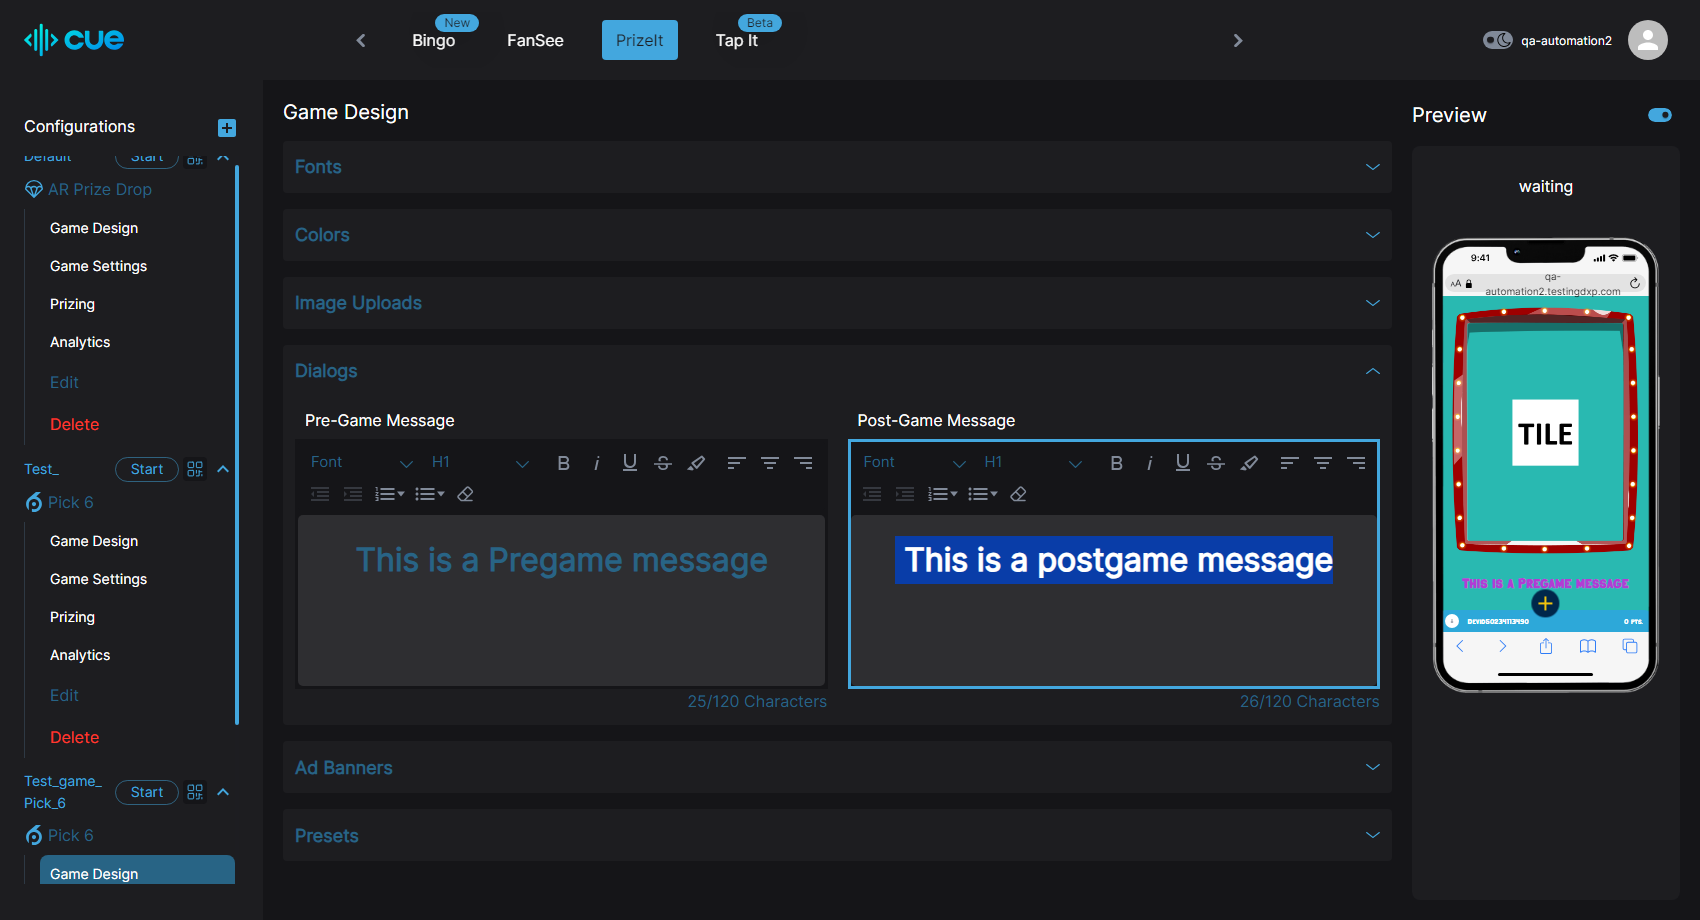 cue
New
Bingo
FanSee
PrizeIt
Beta
Tap It
qa-automation2
Configurations
Default
Start
AR Prize Drop
Game Design
Game Settings
Prizing
Analytics
Edit
Delete
Test_
Start
Pick 6
Game Design
Game Settings
Prizing
Analytics
Edit
Delete
Test_game_
Pick_6
Start
Pick 6
Game Design
Game Design
Fonts
Colors
Image Uploads
Dialogs
Pre-Game Message
Font
H1
B
i
U
S
This is a Pregame message
25/120 Characters
Post-Game Message
Font
H1
B
i
U
S
This is a postgame message
26/120 Characters
Ad Banners
Presets
Preview
waiting
9:41
AA
qa-
automation2.testingdxp.com
TILE
This is a Pregame message
0 PTS.